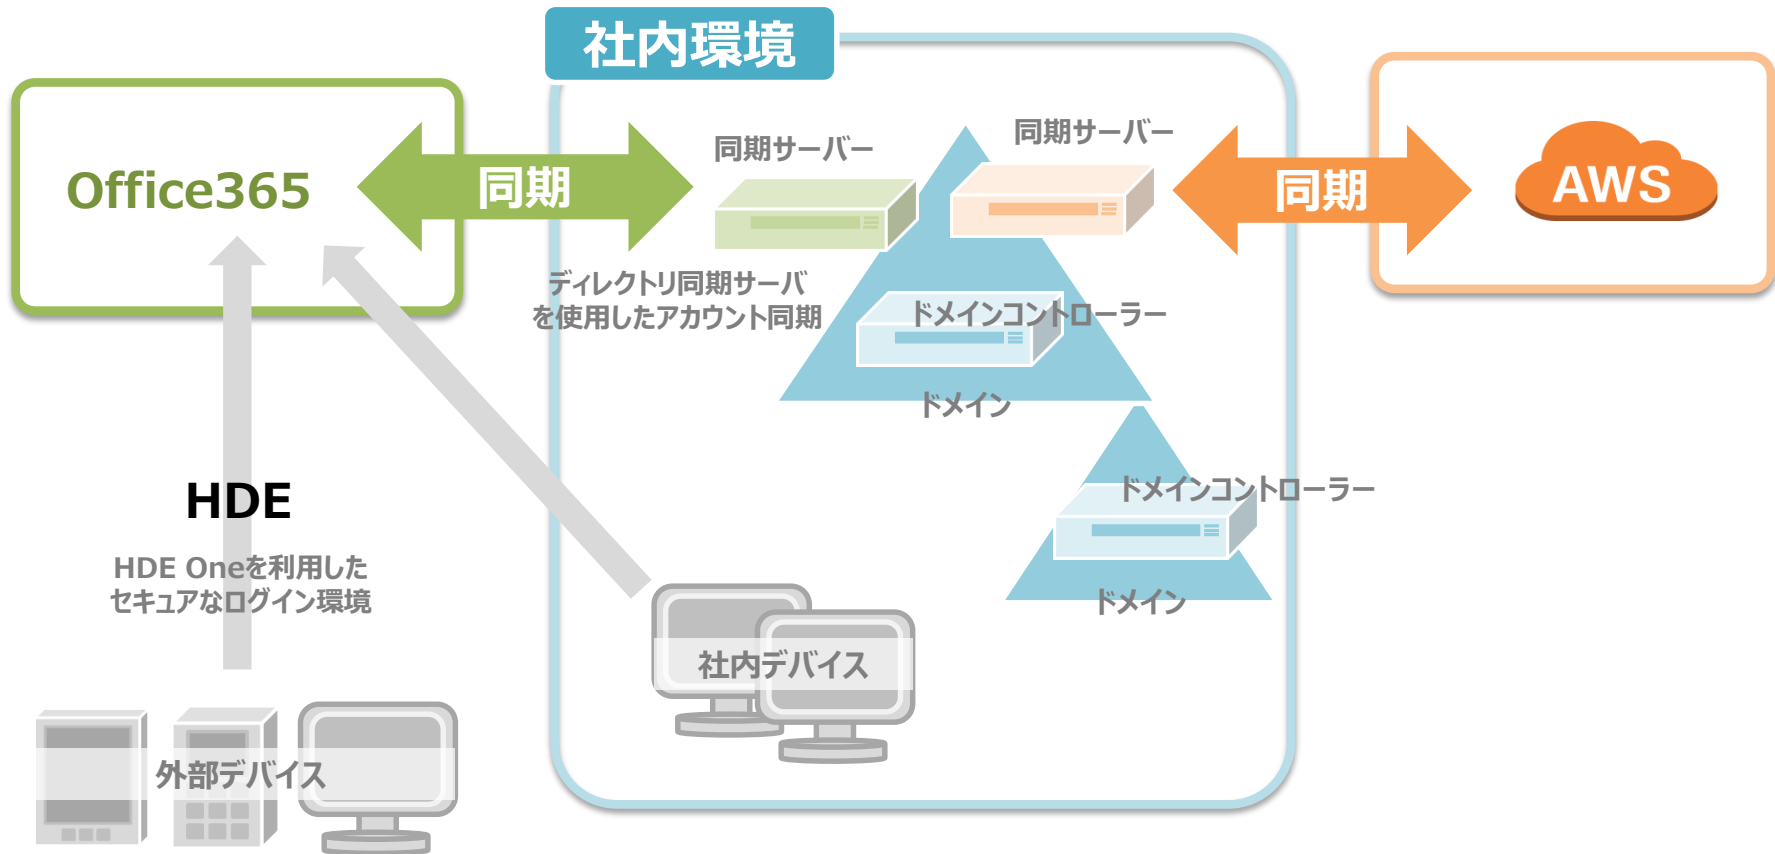 社内環境
Office365
同期
同期サーバー
同期サーバー
同期
AWS
ディレクトリ同期サーバ
を使用したアカウント同期
ドメインコントローラー
ドメイン
ドメインコントローラー
ドメイン
HDE
HDE Oneを利用した
セキュアなログイン環境
社内デバイス
外部デバイス